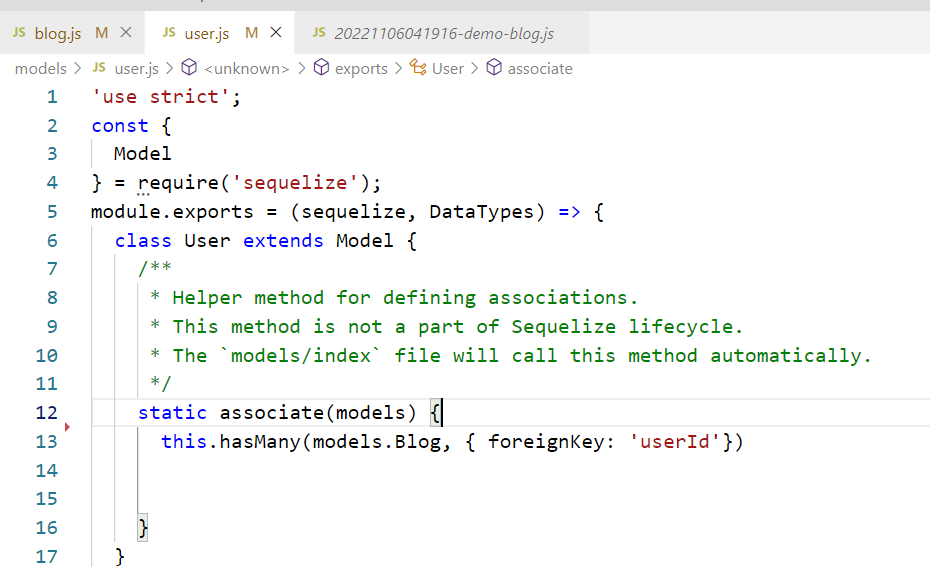 JS blog.js M × JS user.js M × JS 20221106041916-demo-blog.js
models > JS user.js > <unknown> > exports > User > associate
1 'use strict';
2 const {
3 Model
4 } = require('sequelize');
5 module.exports = (sequelize, DataTypes) => {
6 class User extends Model {
7 /**
8 * Helper method for defining associations.
9 * This method is not a part of Sequelize lifecycle.
10 * The `models/index` file will call this method automatically.
11 */
12 static associate(models) {
13 this.hasMany(models.Blog, { foreignKey: 'userId'})
14
15
16 }
17 }